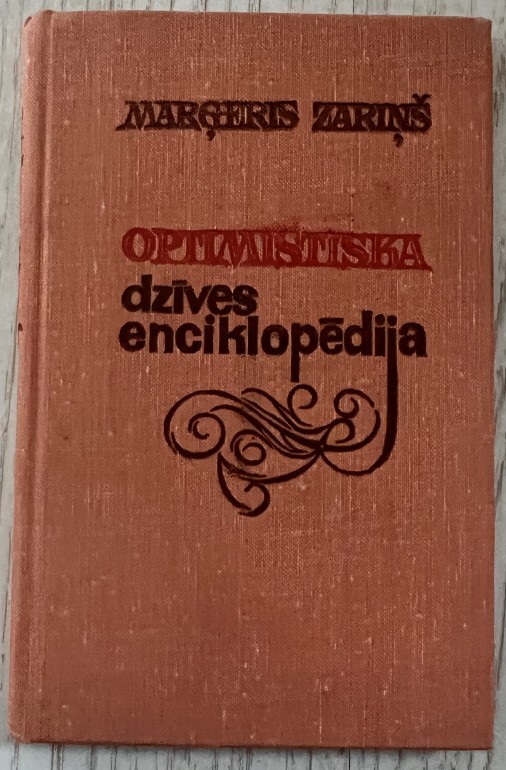 MARĢERIS ZARIŅŠ
OPTIMISTISKA
dzīves
enciklopēdija